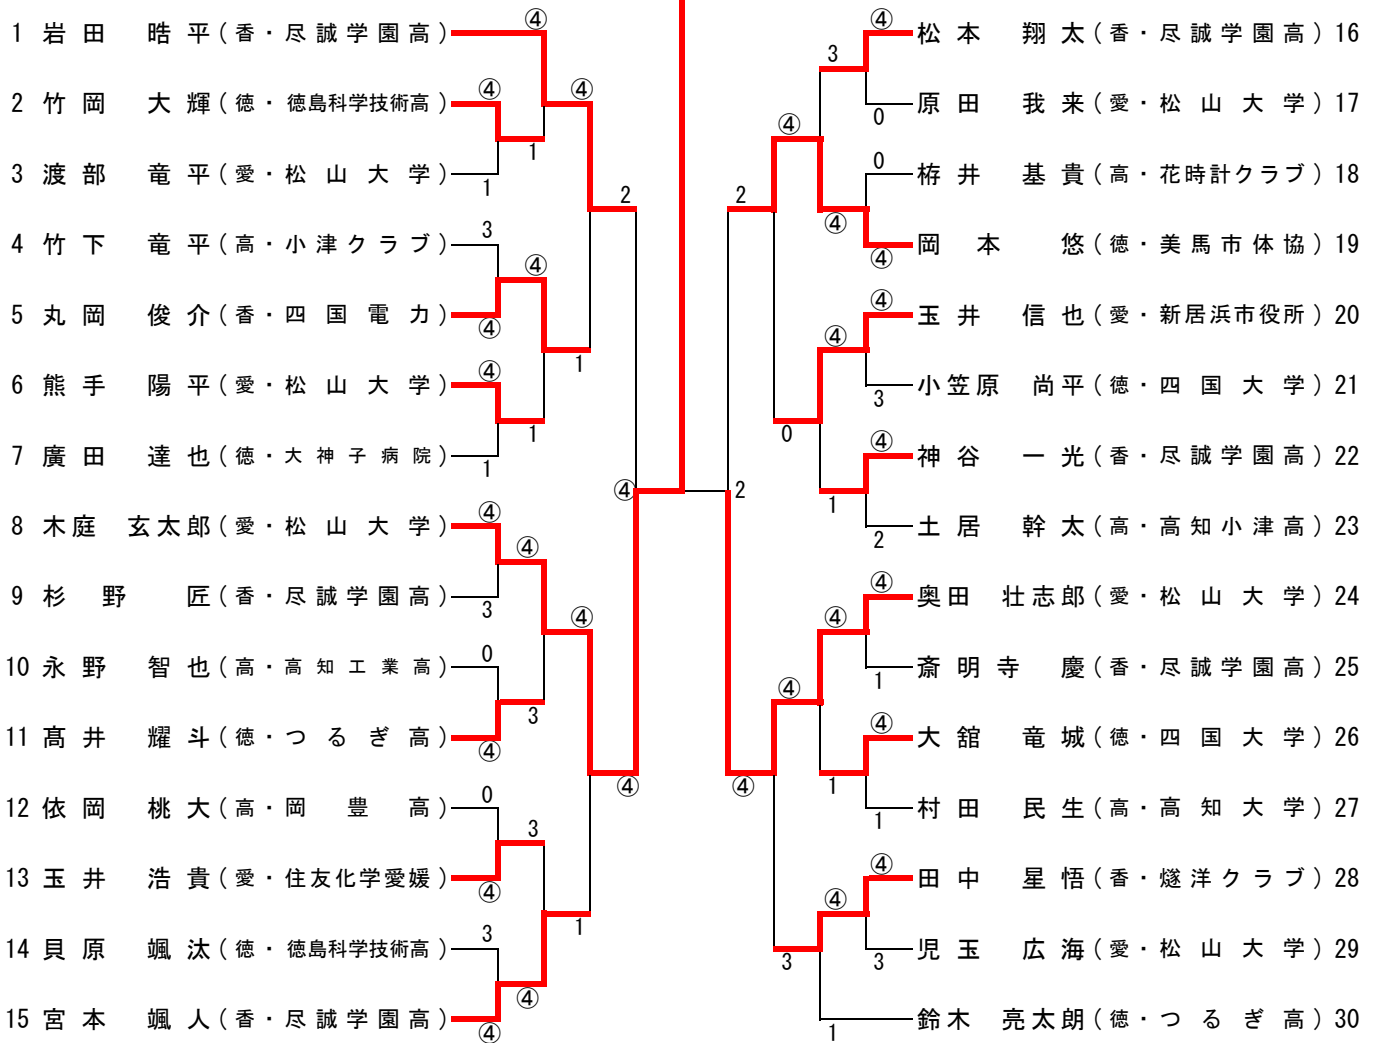 1 岩田 晧平(香・尽誠学園高)
2 竹岡 大輝(徳・徳島科学技術高)
3 渡部 竜平(愛・松山大学)
4 竹下 竜平(高・小津クラブ)
5 丸岡 俊介(香・四国電力)
6 熊手 陽平(愛・松山大学)
7 廣田 達也(徳・大神子病院)
8 木庭 玄太郎(愛・松山大学)
9 杉野 匠(香・尽誠学園高)
10 永野 智也(高・高知工業高)
11 髙井 耀斗(徳・つるぎ高)
12 依岡 桃大(高・岡豊高)
13 玉井 浩貴(愛・住友化学愛媛)
14 貝原 颯汰(徳・徳島科学技術高)
15 宮本 颯人(香・尽誠学園高)
④
④
④
1
1
2
3
④
④
④
1
1
1
④
④
④
3
④
0
3
④
④
0
3
④
1
3
④
④
④
3
④
0
④
0
④
④
2
④
④
3
0
④
1
2
2
④
④
1
④
④
1
1
④
④
④
3
3
1
松本 翔太(香・尽誠学園高) 16
原田 我来(愛・松山大学) 17
栫井 基貴(高・花時計クラブ) 18
岡本 悠(徳・美馬市体協) 19
玉井 信也(愛・新居浜市役所) 20
小笠原 尚平(徳・四国大学) 21
神谷 一光(香・尽誠学園高) 22
土居 幹太(高・高知小津高) 23
奥田 壮志郎(愛・松山大学) 24
斎明寺 慶(香・尽誠学園高) 25
大舘 竜城(徳・四国大学) 26
村田 民生(高・高知大学) 27
田中 星悟(香・燧洋クラブ) 28
児玉 広海(愛・松山大学) 29
鈴木 亮太朗(徳・つるぎ高) 30